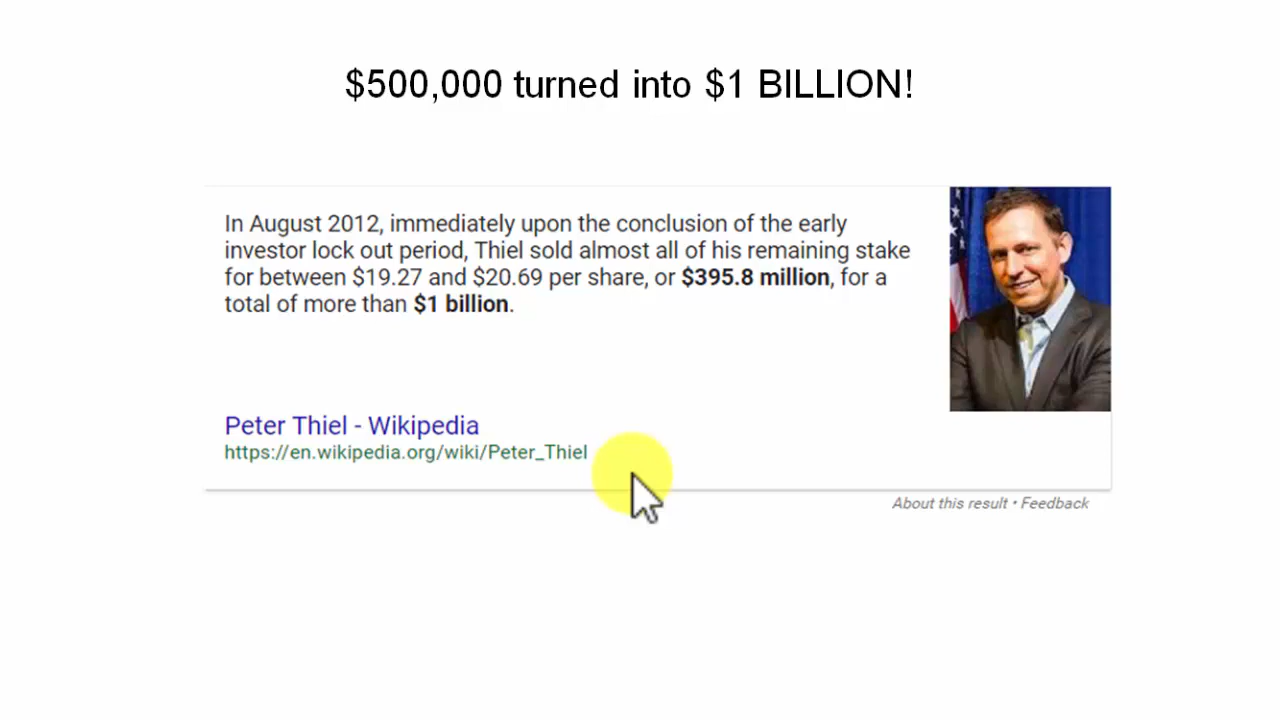 $500,000 turned into $1 BILLION!
In August 2012, immediately upon the conclusion of the early
investor lock out period, Thiel sold almost all of his remaining stake
for between $19.27 and $20.69 per share, or $395.8 million, for a
total of more than $1 billion.
Peter Thiel - Wikipedia
https://en.wikipedia.org/wiki/Peter_Thiel
About this result • Feedback